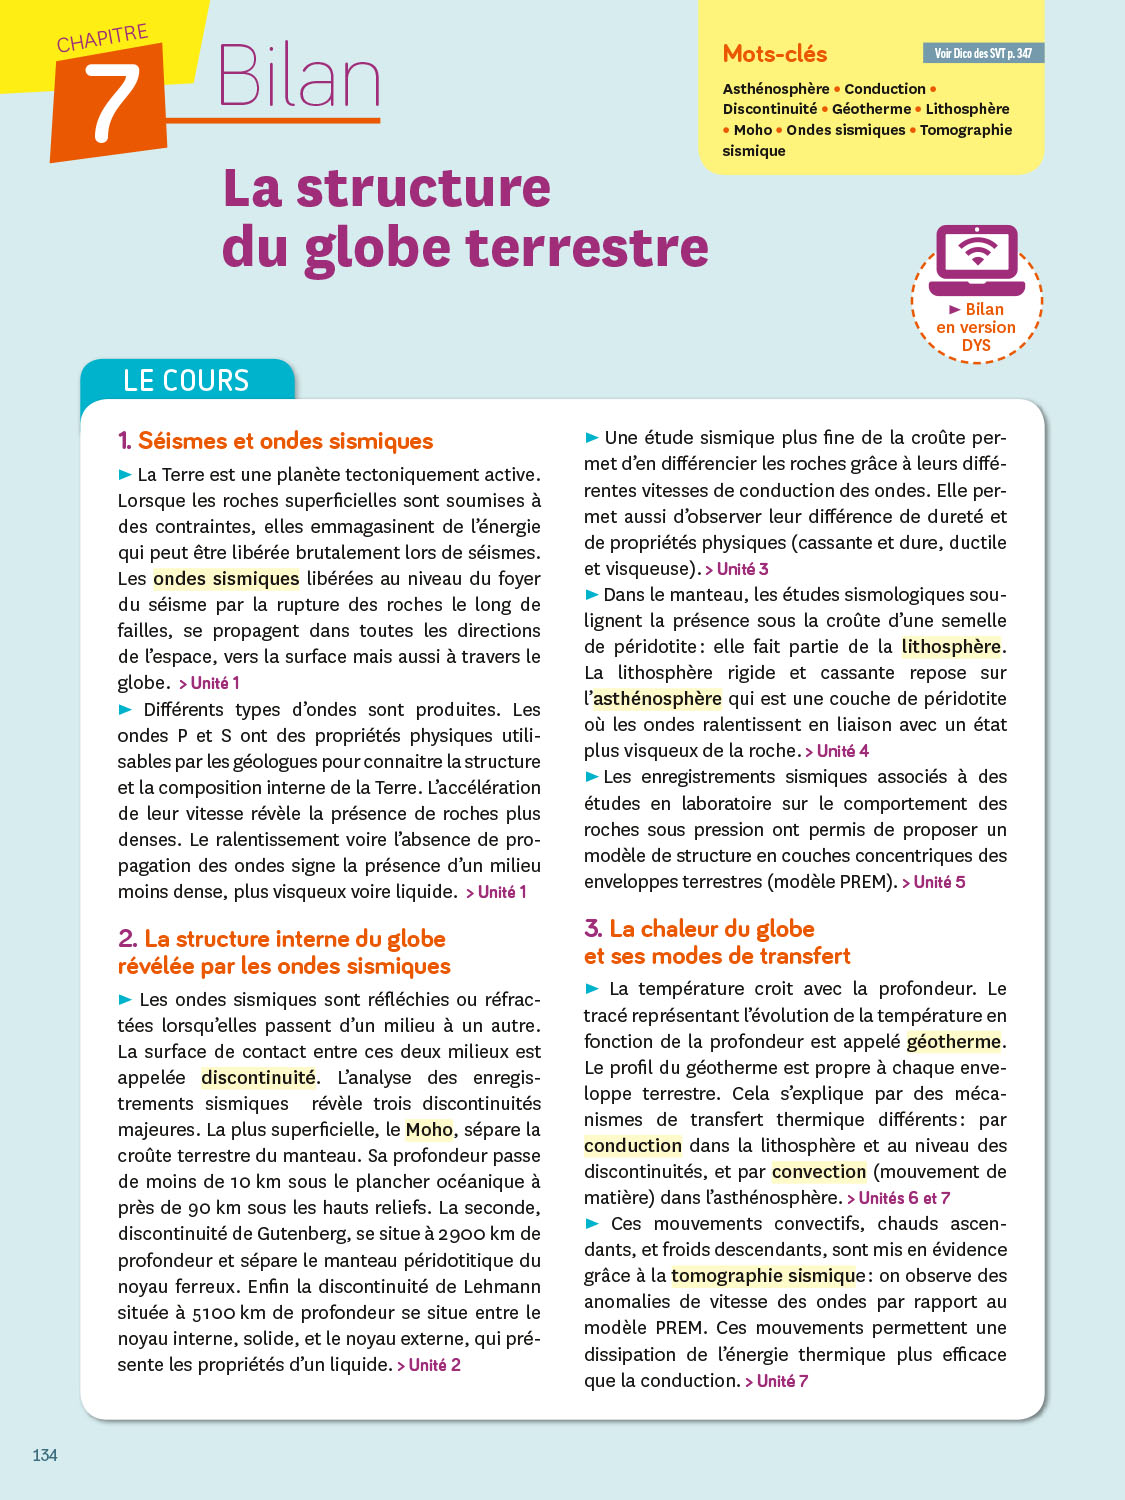 CHAPITRE
7
Bilan
La structure
du globe terrestre
Mots-clés
Voir Dico des SVT p. 347
Asthénosphère • Conduction •
Discontinuité • Géotherme • Lithosphère
• Moho • Ondes sismiques • Tomographie
sismique
► Bilan
en version
DYS
LE COURS
1. Séismes et ondes sismiques
► La Terre est une planète tectoniquement active.
Lorsque les roches superficielles sont soumises à
des contraintes, elles emmagasinent de l’énergie
qui peut être libérée brutalement lors de séismes.
Les ondes sismiques libérées au niveau du foyer
du séisme par la rupture des roches le long de
failles, se propagent dans toutes les directions
de l’espace, vers la surface mais aussi à travers le
globe. > Unité 1
► Différents types d’ondes sont produites. Les
ondes P et S ont des propriétés physiques utili-
sables par les géologues pour connaitre la structure
et la composition interne de la Terre. L’accélération
de leur vitesse révèle la présence de roches plus
denses. Le ralentissement voire l’absence de pro-
pagation des ondes signe la présence d’un milieu
moins dense, plus visqueux voire liquide. > Unité 1
2. La structure interne du globe
révélée par les ondes sismiques
► Les ondes sismiques sont réfléchies ou réfrac-
tées lorsqu’elles passent d’un milieu à un autre.
La surface de contact entre ces deux milieux est
appelée discontinuité. L’analyse des enregis-
trements sismiques révèle trois discontinuités
majeures. La plus superficielle, le Moho, sépare la
croûte terrestre du manteau. Sa profondeur passe
de moins de 10 km sous le plancher océanique à
près de 90 km sous les hauts reliefs. La seconde,
discontinuité de Gutenberg, se situe à 2900 km de
profondeur et sépare le manteau péridotitique du
noyau ferreux. Enfin la discontinuité de Lehmann
située à 5100 km de profondeur se situe entre le
noyau interne, solide, et le noyau externe, qui pré-
sente les propriétés d’un liquide. > Unité 2
► Une étude sismique plus fine de la croûte per-
met d’en différencier les roches grâce à leurs diffé-
rentes vitesses de conduction des ondes. Elle per-
met aussi d’observer leur différence de dureté et
de propriétés physiques (cassante et dure, ductile
et visqueuse). > Unité 3
► Dans le manteau, les études sismologiques sou-
lignent la présence sous la croûte d’une semelle
de péridotite : elle fait partie de la lithosphère.
La lithosphère rigide et cassante repose sur
l’asthénosphère qui est une couche de péridotite
où les ondes ralentissent en liaison avec un état
plus visqueux de la roche. > Unité 4
► Les enregistrements sismiques associés à des
études en laboratoire sur le comportement des
roches sous pression ont permis de proposer un
modèle de structure en couches concentriques des
enveloppes terrestres (modèle PREM). > Unité 5
3. La chaleur du globe
et ses modes de transfert
► La température croit avec la profondeur. Le
tracé représentant l’évolution de la température en
fonction de la profondeur est appelé géotherme.
Le profil du géotherme est propre à chaque enve-
loppe terrestre. Cela s’explique par des méca-
nismes de transfert thermique différents : par
conduction dans la lithosphère et au niveau des
discontinuités, et par convection (mouvement de
matière) dans l’asthénosphère. > Unités 6 et 7
► Ces mouvements convectifs, chauds ascen-
dants, et froids descendants, sont mis en évidence
grâce à la tomographie sismique : on observe des
anomalies de vitesse des ondes par rapport au
modèle PREM. Ces mouvements permettent une
dissipation de l’énergie thermique plus efficace
que la conduction. > Unité 7
134